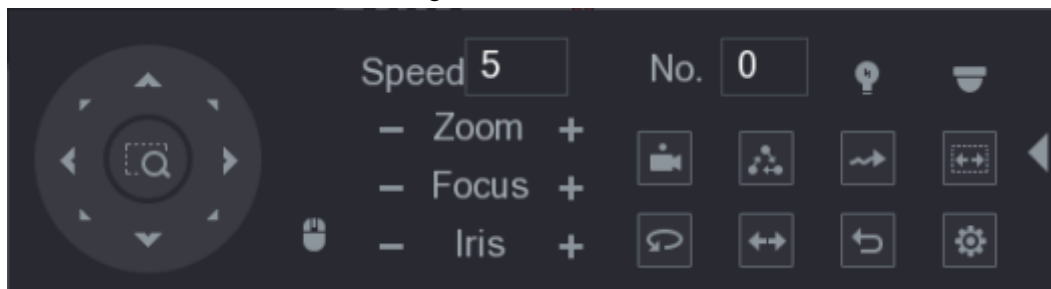 Speed 5 No. 0
– Zoom +
– Focus +
– Iris +